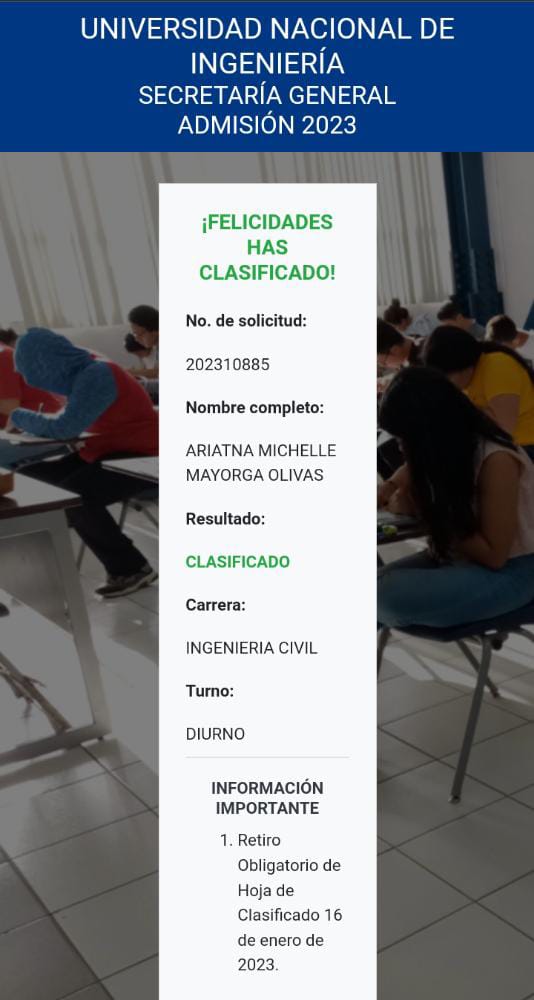 UNIVERSIDAD NACIONAL DE
INGENIERÍA
SECRETARÍA GENERAL
ADMISIÓN 2023
¡FELICIDADES
HAS
CLASIFICADO!
No. de solicitud:
202310885
Nombre completo:
ARIATNA MICHELLE
MAYORGA OLIVAS
Resultado:
CLASIFICADO
Carrera:
INGENIERIA CIVIL
Turno:
DIURNO
INFORMACIÓN
IMPORTANTE
1. Retiro
Obligatorio de
Hoja de
Clasificado 16
de enero de
2023.